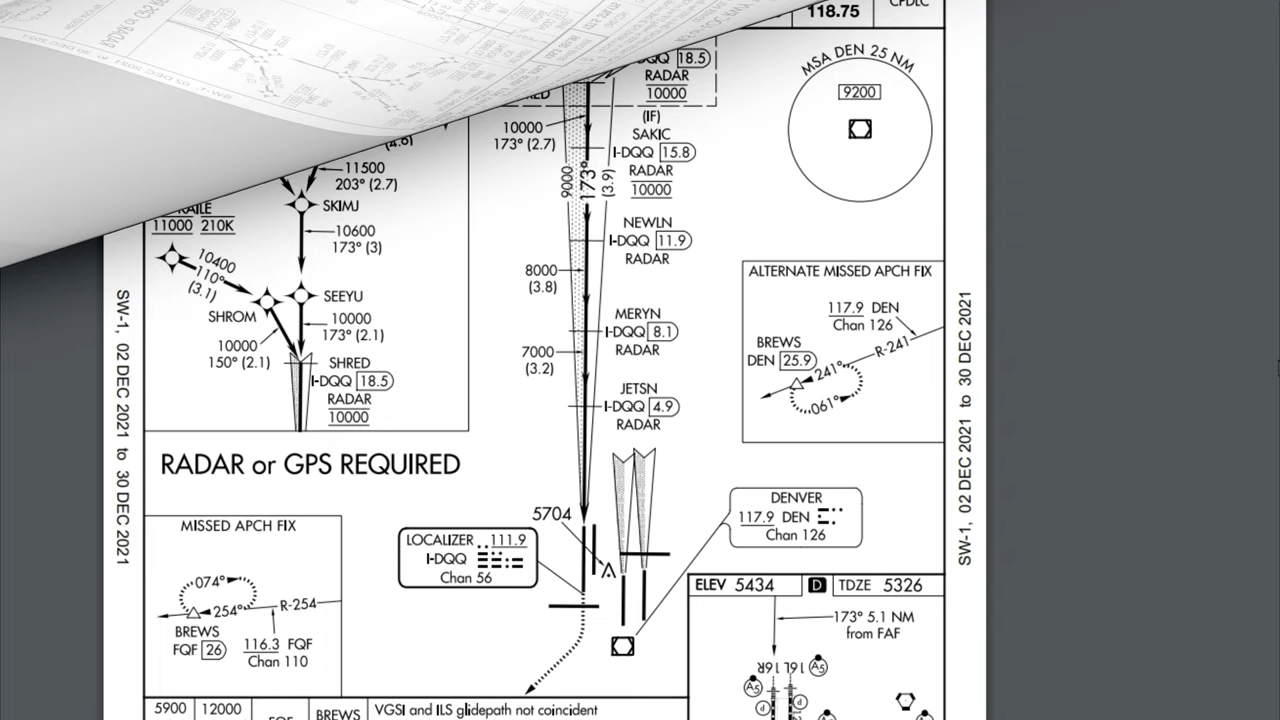 118.75
CPDLC
MSA DEN 25 NM
9200
I-DQQ 18.5
RADAR
10000
(IF)
SAKIC
I-DQQ 15.8
RADAR
10000
10000
173° (2.7)
9000
173°
(3.9)
NEWLN
I-DQQ 11.9
RADAR
8000
(3.8)
MERYN
I-DQQ 8.1
RADAR
7000
(3.2)
JETSN
I-DQQ 4.9
RADAR
11500
203° (2.7)
SKIMJ
11000 210K
10600
173° (3)
10400
110°
(3.1)
SHROM
SEEYU
10000
173° (2.1)
10000
150° (2.1)
SHRED
I-DQQ 18.5
RADAR
10000
RADAR or GPS REQUIRED
ALTERNATE MISSED APCH FIX
117.9 DEN
Chan 126
BREWS
DEN 25.9
R-241
241°
061°
MISSED APCH FIX
074°
254°
R-254
BREWS
FQF 26
116.3 FQF
Chan 110
5704
LOCALIZER 111.9
I-DQQ
Chan 56
DENVER
117.9 DEN
Chan 126
ELEV 5434
D
TDZE 5326
173° 5.1 NM
from FAF
16R
16L
A5
A5
P
P
5900
12000
FQF
BREWS
VGSI and ILS glidepath not coincident
SW-1, 02 DEC 2021 to 30 DEC 2021
SW-1, 02 DEC 2021 to 30 DEC 2021